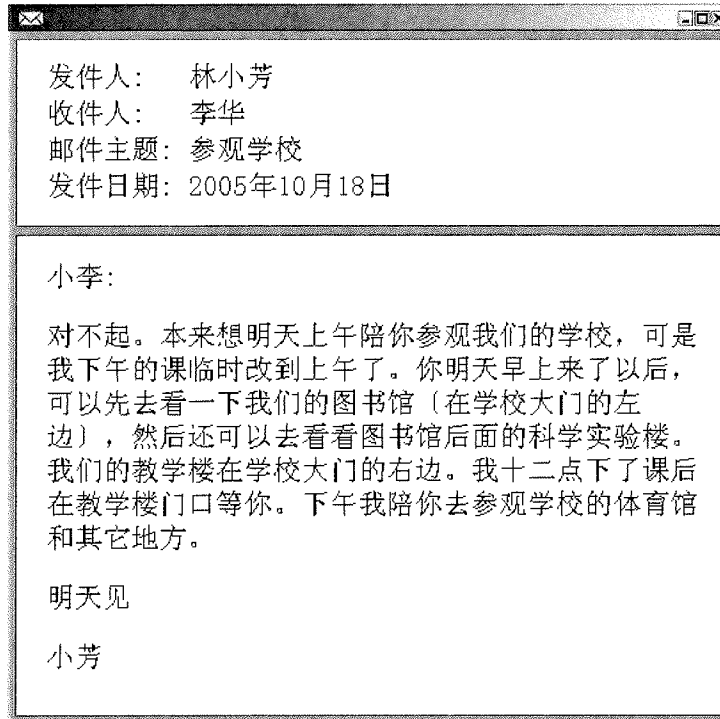 发件人： 林小芳
收件人： 李华
邮件主题：参观学校
发件日期：2005年10月18日
小李：
对不起。本来想明天上午陪你参观我们的学校，可是
我下午的课临时改到上午了。你明天早上来了以后，
可以先去看一下我们的图书馆（在学校大门的左
边），然后还可以去看看图书馆后面的科学实验楼。
我们的教学楼在学校大门的右边。我十二点下了课后
在教学楼门口等你。下午我陪你去参观学校的体育馆
和其它地方。
明天见
小芳